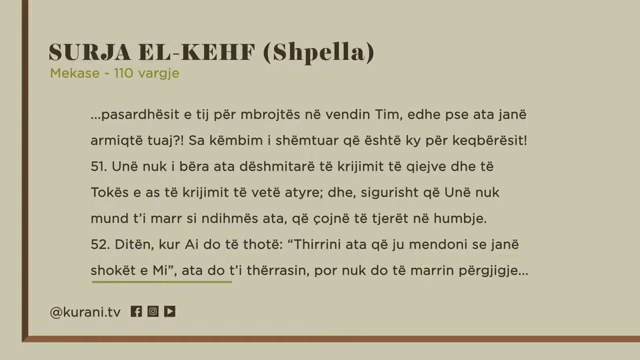 SURJA EL-KEHF (Shpella)
Mekase - 110 vargje
...pasardhësit e tij për mbrojtës në vendin Tim, edhe pse ata janë
armiqtë tuaj?! Sa këmbim i shëmtuar që është ky për keqbërësit!
51. Unë nuk i bëra ata dëshmitarë të krijimit të qiejve dhe të
Tokës e as të krijimit të vetë atyre; dhe, sigurisht që Unë nuk
mund t’i marr si ndihmës ata, që çojnë të tjerët në humbje.
52. Ditën, kur Ai do të thotë: “Thirrini ata që ju mendoni se janë
shokët e Mi”, ata do t’i thërrasin, por nuk do të marrin përgjigje...
@kurani.tv